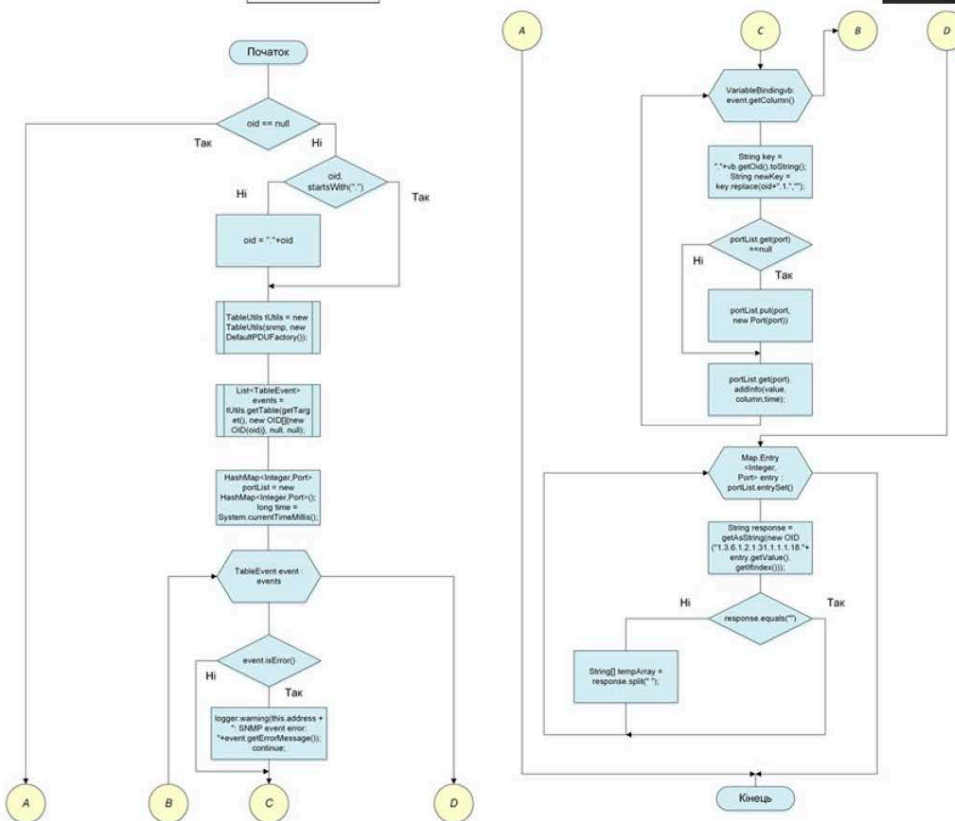 Початок
oid == null
Так
Ні
oid.
startsWith(".")
Ні
Так
oid = "."+oid
TableUtils tUtils = new
TableUtils(snmp, new
DefaultPDUFactory());
List<TableEvent>
events =
tUtils.getTable(getTarg
et(), new OID[]{new
OID(oid)}, null, null);
HashMap<Integer,Port>
portList = new
HashMap<Integer,Port>();
long time =
System.currentTimeMillis();
TableEvent event :
events
event.isError()
Ні
Так
logger.warning(this.address +
": SNMP event error:
"+event.getErrorMessage());
continue;
A
B
C
D
A
C
B
D
VariableBindingvb:
event.getColumn()
String key =
"."+vb.getOid().toString();
String newKey =
key.replace(oid+".1.","");
portList.get(port)
==null
Ні
Так
portList.put(port,
new Port(port))
portList.get(port).
addInfo(value,
column,time);
Map.Entry
<Integer,
Port> entry :
portList.entrySet()
String response =
getAsString(new OID
("1.3.6.1.2.1.31.1.1.1.18."+
entry.getValue().
getIfIndex()));
Ні
Так
response.equals("")
String[] tempArray =
response.split(" ");
Кінець